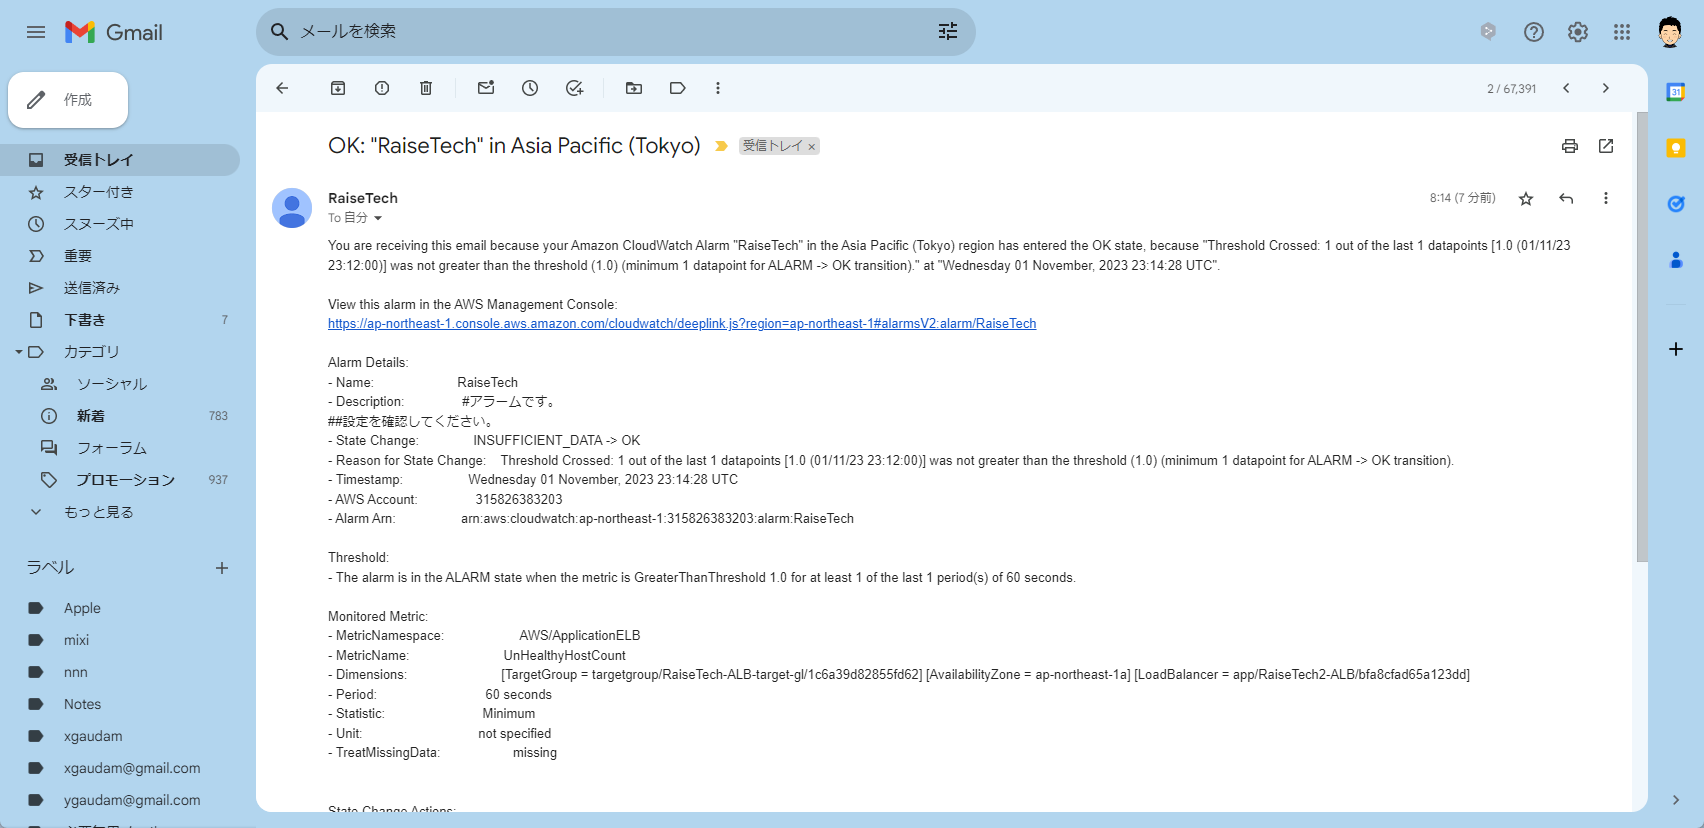 Gmail
メールを検索
作成
2 / 67,391
31
受信トレイ
スター付き
スヌーズ中
重要
送信済み
下書き 7
カテゴリ
ソーシャル
新着 783
フォーラム
プロモーション 937
もっと見る
ラベル
Apple
mixi
nnn
Notes
xgaudam
xgaudam@gmail.com
ygaudam@gmail.com
OK: "RaiseTech" in Asia Pacific (Tokyo) 受信トレイ ×
RaiseTech 8:14 (7 分前)
To 自分
You are receiving this email because your Amazon CloudWatch Alarm "RaiseTech" in the Asia Pacific (Tokyo) region has entered the OK state, because "Threshold Crossed: 1 out of the last 1 datapoints [1.0 (01/11/23
23:12:00)] was not greater than the threshold (1.0) (minimum 1 datapoint for ALARM -> OK transition)." at "Wednesday 01 November, 2023 23:14:28 UTC".
View this alarm in the AWS Management Console:
https://ap-northeast-1.console.aws.amazon.com/cloudwatch/deeplink.js?region=ap-northeast-1#alarmsV2:alarm/RaiseTech
Alarm Details:
- Name: RaiseTech
- Description: #アラームです。
##設定を確認してください。
- State Change: INSUFFICIENT_DATA -> OK
- Reason for State Change: Threshold Crossed: 1 out of the last 1 datapoints [1.0 (01/11/23 23:12:00)] was not greater than the threshold (1.0) (minimum 1 datapoint for ALARM -> OK transition).
- Timestamp: Wednesday 01 November, 2023 23:14:28 UTC
- AWS Account: 315826383203
- Alarm Arn: arn:aws:cloudwatch:ap-northeast-1:315826383203:alarm:RaiseTech
Threshold:
- The alarm is in the ALARM state when the metric is GreaterThanThreshold 1.0 for at least 1 of the last 1 period(s) of 60 seconds.
Monitored Metric:
- MetricNamespace: AWS/ApplicationELB
- MetricName: UnHealthyHostCount
- Dimensions: [TargetGroup = targetgroup/RaiseTech-ALB-target-gl/1c6a39d82855fd62] [AvailabilityZone = ap-northeast-1a] [LoadBalancer = app/RaiseTech2-ALB/bfa8cfad65a123dd]
- Period: 60 seconds
- Statistic: Minimum
- Unit: not specified
- TreatMissingData: missing
State Change Actions: